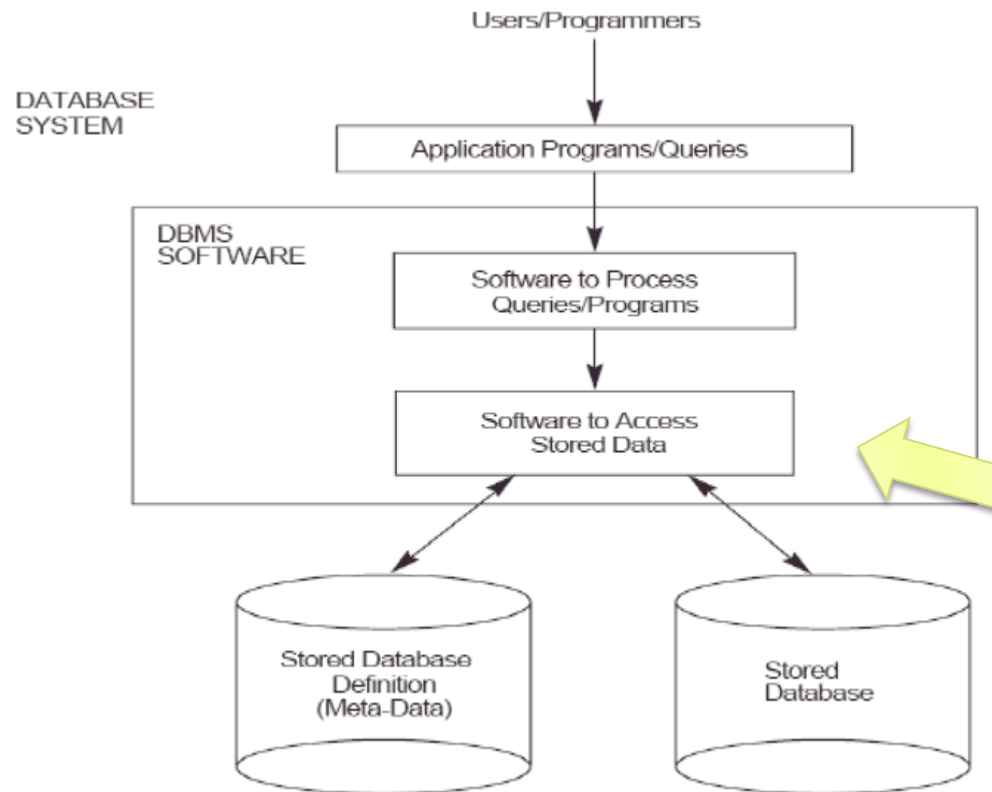 Users/Programmers
DATABASE
SYSTEM
Application Programs/Queries
DBMS
SOFTWARE
Software to Process
Queries/Programs
Software to Access
Stored Data
Stored Database
Definition
(Meta-Data)
Stored
Database